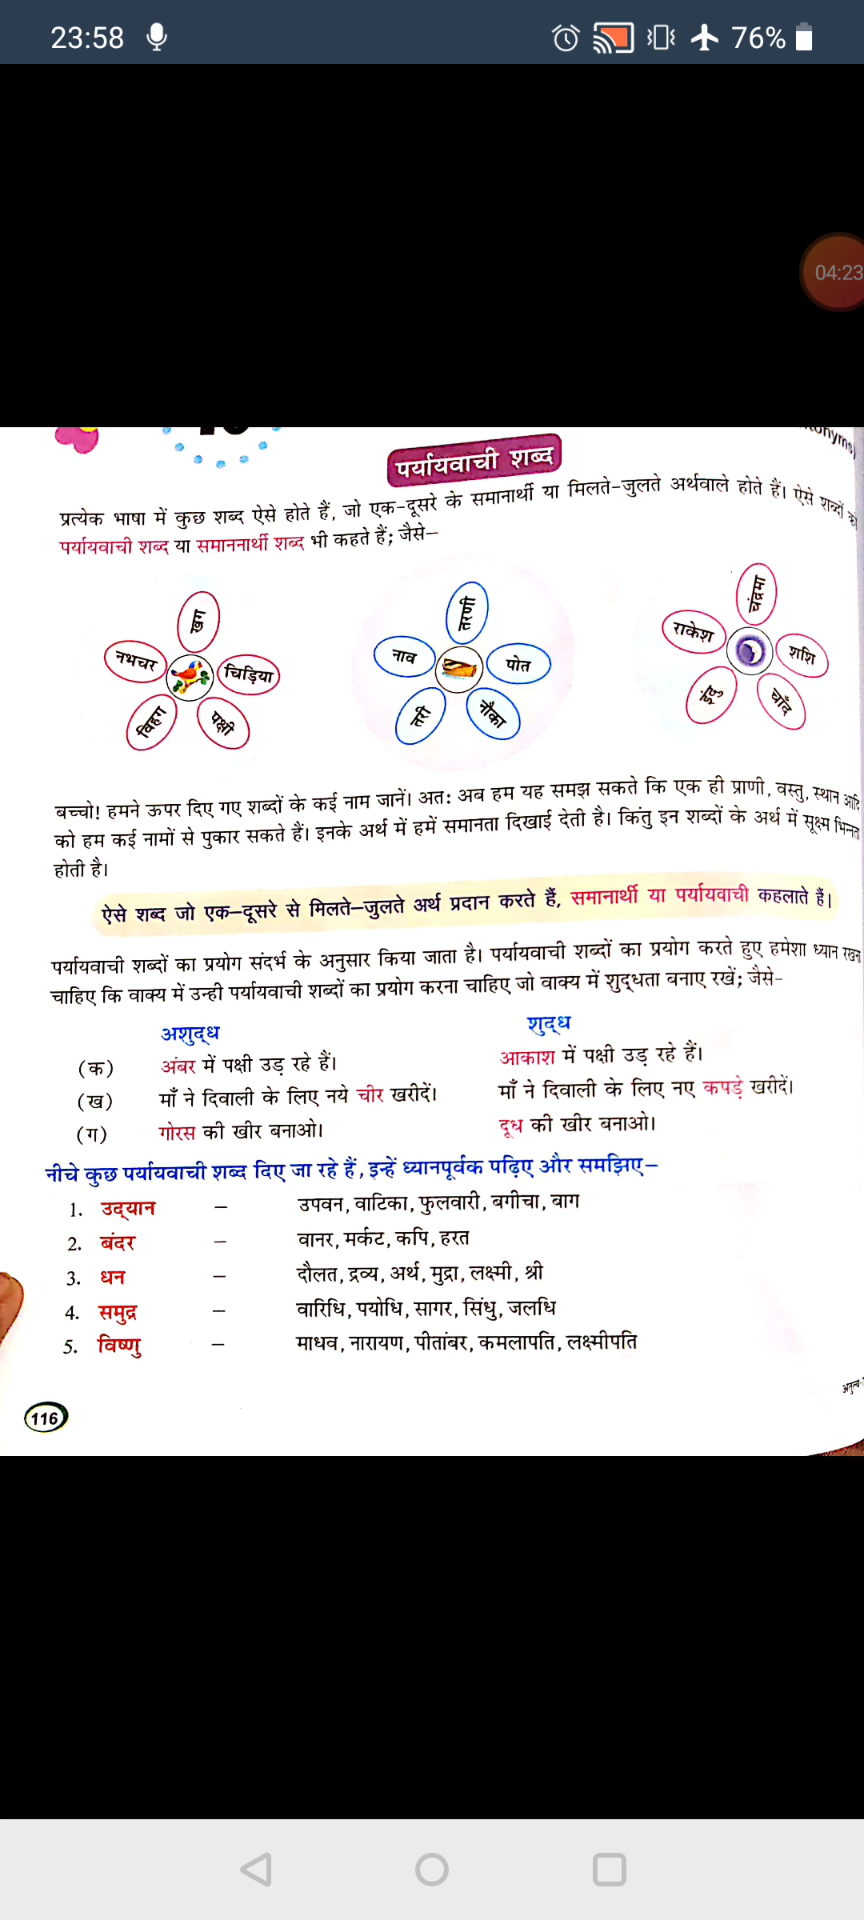 23:58
76%
04:23
पर्यायवाची शब्द
प्रत्येक भाषा में कुछ शब्द ऐसे होते हैं, जो एक-दूसरे के समानार्थी या मिलते-जुलते अर्थवाले होते हैं। ऐसे शब्दों को
पर्यायवाची शब्द या समाननार्थी शब्द भी कहते हैं; जैसे–
खग
नभचर
चिड़िया
विहग
पक्षी
तरणी
नाव
पोत
तरी
नौका
चंद्रमा
राकेश
शशि
इंदु
चाँद
बच्चो! हमने ऊपर दिए गए शब्दों के कई नाम जानें। अतः अब हम यह समझ सकते कि एक ही प्राणी, वस्तु, स्थान आदि
को हम कई नामों से पुकार सकते हैं। इनके अर्थ में हमें समानता दिखाई देती है। किंतु इन शब्दों के अर्थ में सूक्ष्म भिन्नता
होती है।
ऐसे शब्द जो एक–दूसरे से मिलते–जुलते अर्थ प्रदान करते हैं, समानार्थी या पर्यायवाची कहलाते हैं।
पर्यायवाची शब्दों का प्रयोग संदर्भ के अनुसार किया जाता है। पर्यायवाची शब्दों का प्रयोग करते हुए हमेशा ध्यान रखना
चाहिए कि वाक्य में उन्ही पर्यायवाची शब्दों का प्रयोग करना चाहिए जो वाक्य में शुद्धता बनाए रखें; जैसे–
अशुद्ध शुद्ध
(क) अंबर में पक्षी उड़ रहे हैं। आकाश में पक्षी उड़ रहे हैं।
(ख) माँ ने दिवाली के लिए नये चीर खरीदें। माँ ने दिवाली के लिए नए कपड़े खरीदें।
(ग) गोरस की खीर बनाओ। दूध की खीर बनाओ।
नीचे कुछ पर्यायवाची शब्द दिए जा रहे हैं, इन्हें ध्यानपूर्वक पढ़िए और समझिए–
1. उद्यान – उपवन, वाटिका, फुलवारी, बगीचा, बाग
2. बंदर – वानर, मर्कट, कपि, हरत
3. धन – दौलत, द्रव्य, अर्थ, मुद्रा, लक्ष्मी, श्री
4. समुद्र – वारिधि, पयोधि, सागर, सिंधु, जलधि
5. विष्णु – माधव, नारायण, पीतांबर, कमलापति, लक्ष्मीपति
116